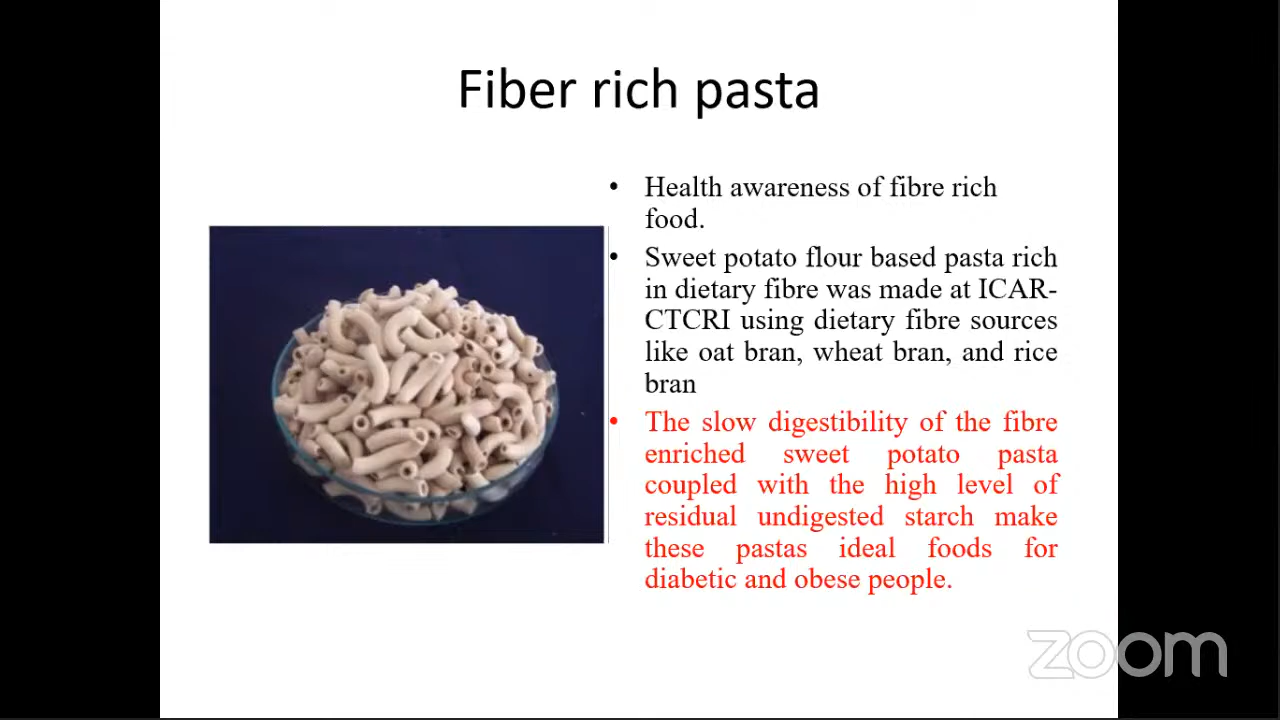 Fiber rich pasta
• Health awareness of fibre rich
food.
• Sweet potato flour based pasta rich
in dietary fibre was made at ICAR-
CTCRI using dietary fibre sources
like oat bran, wheat bran, and rice
bran
• The slow digestibility of the fibre
enriched sweet potato pasta
coupled with the high level of
residual undigested starch make
these pastas ideal foods for
diabetic and obese people.
zoom